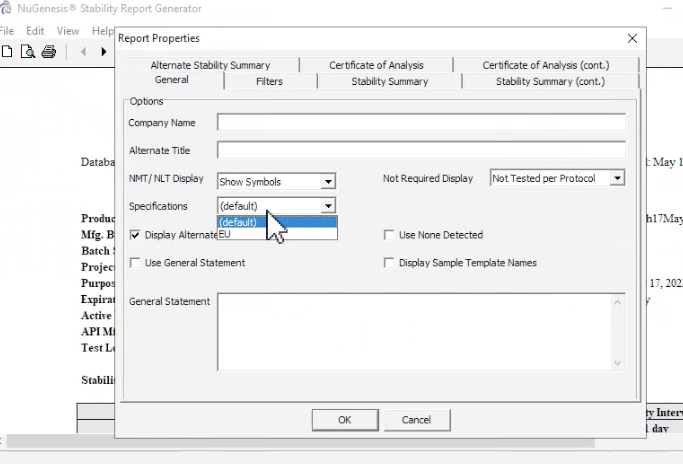 NuGenesis® Stability Report Generator
File Edit View Help
Report Properties
Alternate Stability Summary Certificate of Analysis Certificate of Analysis (cont.)
General Filters Stability Summary Stability Summary (cont.)
Options
Company Name
Alternate Title
NMT/ NLT Display Show Symbols Not Required Display Not Tested per Protocol
Specifications (default)
(default)
EU
Display Alternate Use None Detected
Use General Statement Display Sample Template Names
General Statement
OK Cancel
Databa
d: May 1
Produc
h17May
Mfg. B
Batch
Project
Purpos
17, 202
Expirat
Active
API Mf
Test Lo
Stabili
ty Interv
1 day